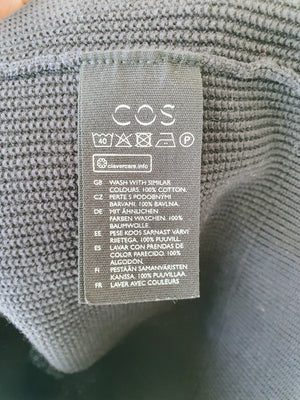 COS
40 P
clevercare.info
GB WASH WITH SIMILAR
COLOURS. 100% COTTON.
CZ PERTE S PODOBNÝMI
BARVAMI. 100% BAVLNA.
DE MIT ÄHNLICHEN
FARBEN WASCHEN. 100%
BAUMWOLLE.
EE PESE KOOS SARNAST VÄRVI
RIETEGA. 100% PUUVILL.
ES LAVAR CON PRENDAS DE
COLOR PARECIDO. 100%
ALGODÓN.
FI PESTÄÄN SAMANVÄRISTEN
KANSSA. 100% PUUVILLAA.
FR LAVER AVEC COULEURS